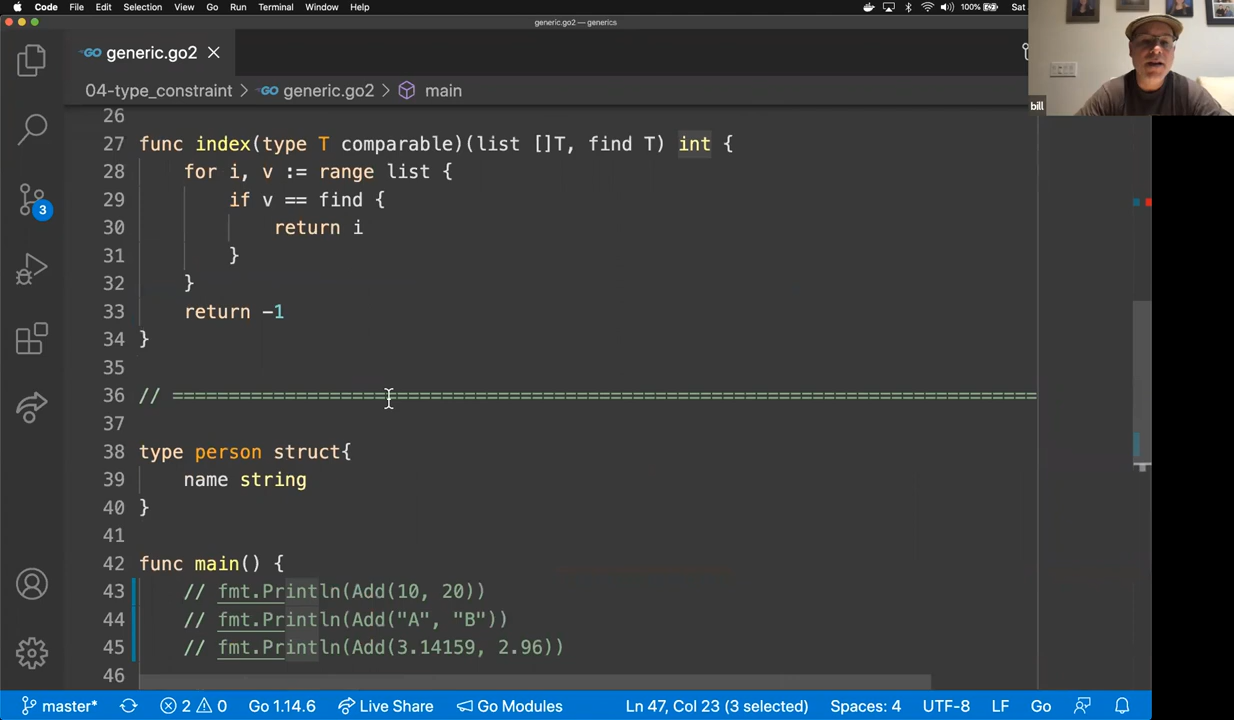 Code File Edit Selection View Go Run Terminal Window Help 100% Sat
generic.go2 — generics
GO generic.go2
04-type_constraint > GO generic.go2 > main
bill
26
27 func index(type T comparable)(list []T, find T) int {
28 for i, v := range list {
29 if v == find {
30 return i
31 }
32 }
33 return -1
34 }
35
36 // =============================================================================
37
38 type person struct{
39 name string
40 }
41
42 func main() {
43 // fmt.Println(Add(10, 20))
44 // fmt.Println(Add("A", "B"))
45 // fmt.Println(Add(3.14159, 2.96))
46
3
master* 2 0 Go 1.14.6 Live Share Go Modules Ln 47, Col 23 (3 selected) Spaces: 4 UTF-8 LF Go